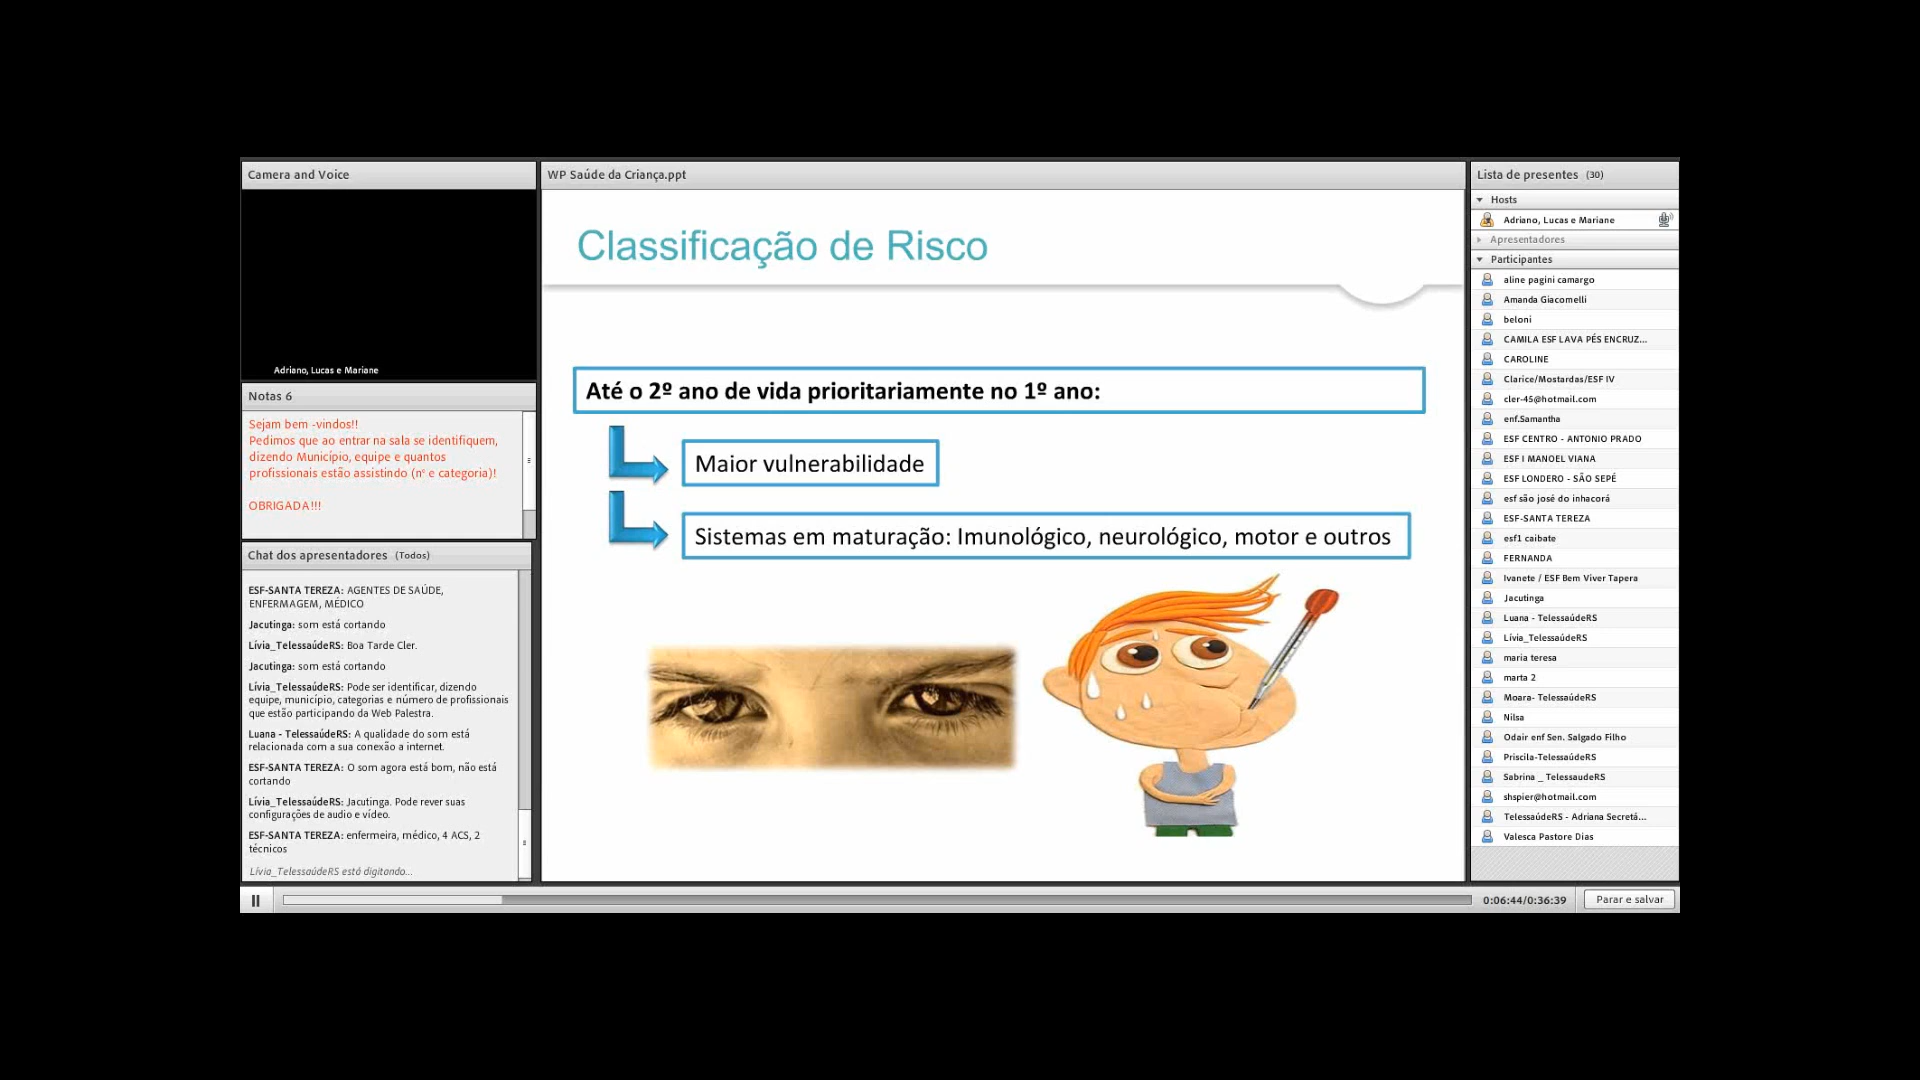 Camera and Voice
Adriano, Lucas e Mariane
Notas 6
Sejam bem -vindos!!
Pedimos que ao entrar na sala se identifiquem,
dizendo Município, equipe e quantos
profissionais estão assistindo (nº e categoria)!
OBRIGADA!!!
Chat dos apresentadores (Todos)
ESF-SANTA TEREZA: AGENTES DE SAÚDE,
ENFERMAGEM, MÉDICO
Jacutinga: som está cortando
Lívia_TelessaúdeRS: Boa Tarde Cler.
Jacutinga: som está cortando
Lívia_TelessaúdeRS: Pode ser identificar, dizendo
equipe, município, categorias e número de profissionais
que estão participando da Web Palestra.
Luana - TelessaúdeRS: A qualidade do som está
relacionada com a sua conexão a internet.
ESF-SANTA TEREZA: O som agora está bom, não está
cortando
Lívia_TelessaúdeRS: Jacutinga. Pode rever suas
configurações de audio e vídeo.
ESF-SANTA TEREZA: enfermeira, médico, 4 ACS, 2
técnicos
Lívia_TelessaúdeRS está digitando...
WP Saúde da Criança.ppt
Classificação de Risco
Até o 2º ano de vida prioritariamente no 1º ano:
Maior vulnerabilidade
Sistemas em maturação: Imunológico, neurológico, motor e outros
Lista de presentes (30)
Hosts
Adriano, Lucas e Mariane
Apresentadores
Participantes
aline pagini camargo
Amanda Giacomelli
beloni
CAMILA ESF LAVA PÉS ENCRUZ...
CAROLINE
Clarice/Mostardas/ESF IV
cler-45@hotmail.com
enf.Samantha
ESF CENTRO - ANTONIO PRADO
ESF I MANOEL VIANA
ESF LONDERO - SÃO SEPÉ
esf são josé do inhacorá
ESF-SANTA TEREZA
esf1 caibate
FERNANDA
Ivanete / ESF Bem Viver Tapera
Jacutinga
Luana - TelessaúdeRS
Lívia_TelessaúdeRS
maria teresa
marta 2
Moara- TelessaúdeRS
Nilsa
Odair enf Sen. Salgado Filho
Priscila-TelessaúdeRS
Sabrina _ TelessaudeRS
shspier@hotmail.com
TelessaúdeRS - Adriana Secretá...
Valesca Pastore Dias
0:06:44/0:36:39
Parar e salvar